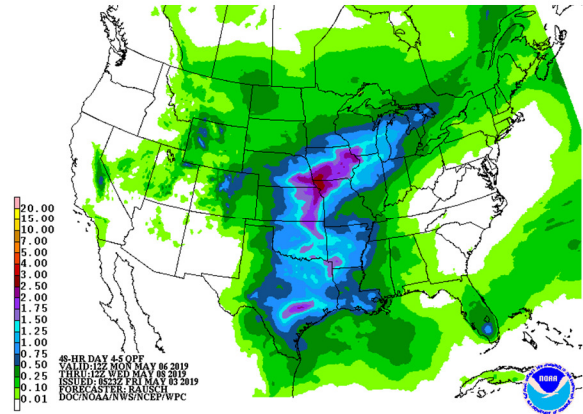 20.00
15.00
10.00
7.00
5.00
4.00
3.00
2.50
2.00
1.75
1.50
1.25
1.00
0.75
0.50
0.25
0.10
0.01
48-HR DAY 4-5 QPF
VALID:12Z MON MAY 06 2019
THRU:12Z WED MAY 08 2019
ISSUED: 0523Z FRI MAY 03 2019
FORECASTER: RAUSCH
DOC/NOAA/NWS/NCEP/WPC
NOAA